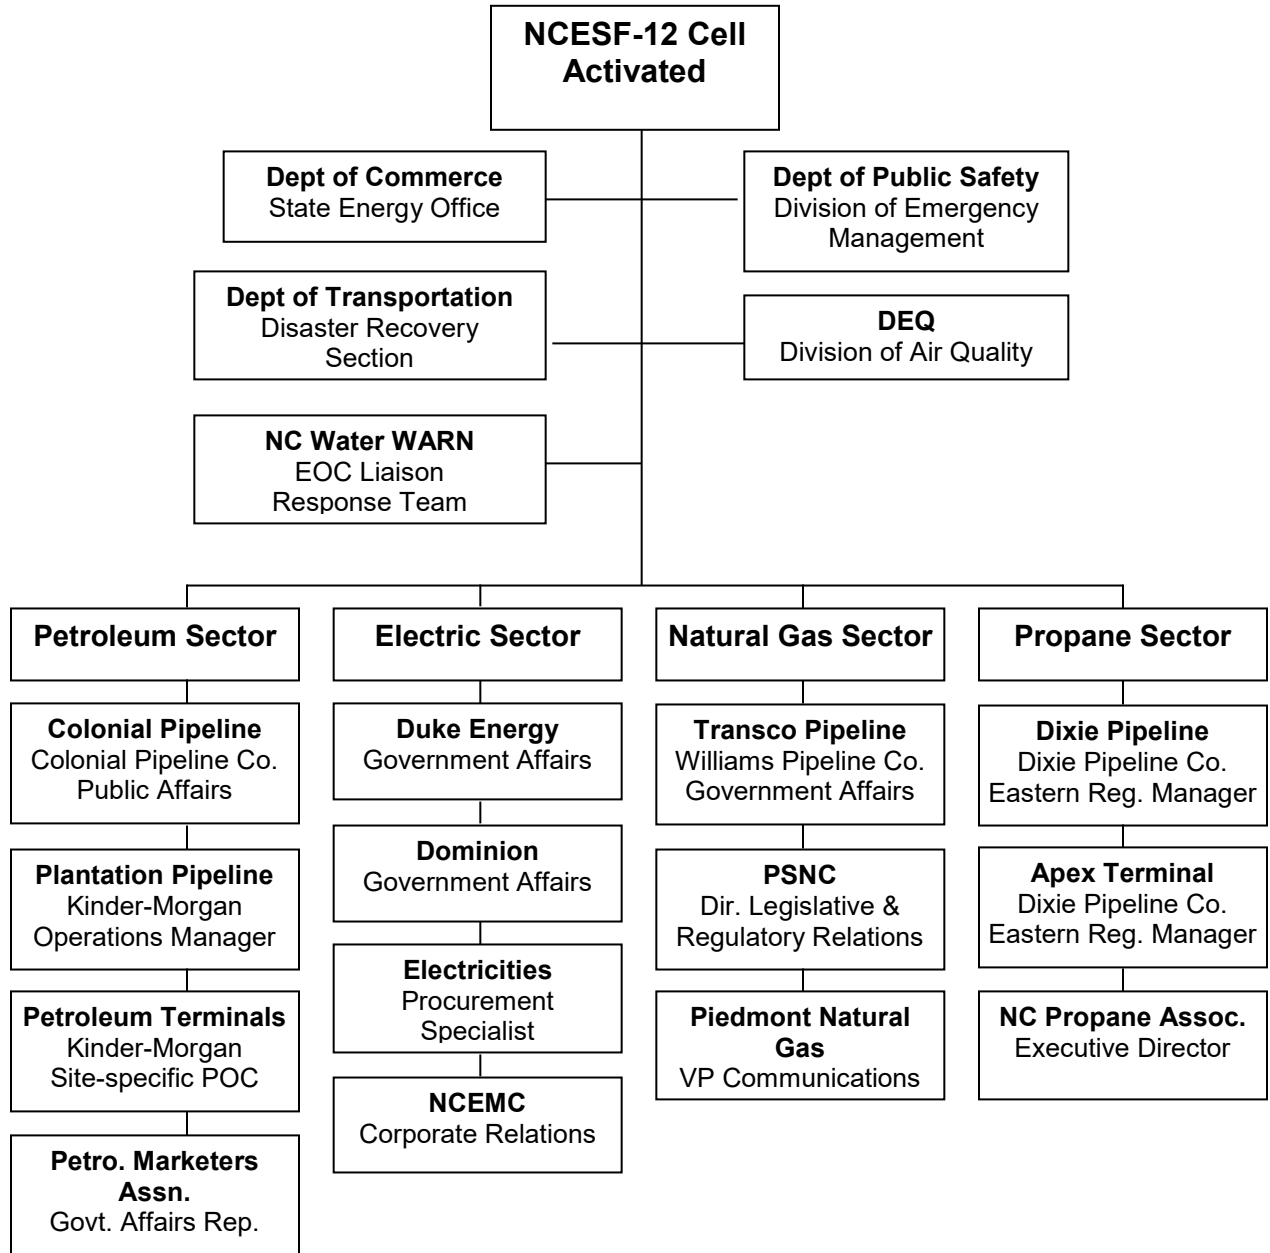 NCESF-12 Cell
Activated
Dept of Commerce
State Energy Office
Dept of Public Safety
Division of Emergency
Management
Dept of Transportation
Disaster Recovery
Section
DEQ
Division of Air Quality
NC Water WARN
EOC Liaison
Response Team
Petroleum Sector
Colonial Pipeline
Colonial Pipeline Co.
Public Affairs
Plantation Pipeline
Kinder-Morgan
Operations Manager
Petroleum Terminals
Kinder-Morgan
Site-specific POC
Petro. Marketers
Assn.
Govt. Affairs Rep.
Electric Sector
Duke Energy
Government Affairs
Dominion
Government Affairs
Electricities
Procurement
Specialist
NCEMC
Corporate Relations
Natural Gas Sector
Transco Pipeline
Williams Pipeline Co.
Government Affairs
PSNC
Dir. Legislative &
Regulatory Relations
Piedmont Natural
Gas
VP Communications
Propane Sector
Dixie Pipeline
Dixie Pipeline Co.
Eastern Reg. Manager
Apex Terminal
Dixie Pipeline Co.
Eastern Reg. Manager
NC Propane Assoc.
Executive Director